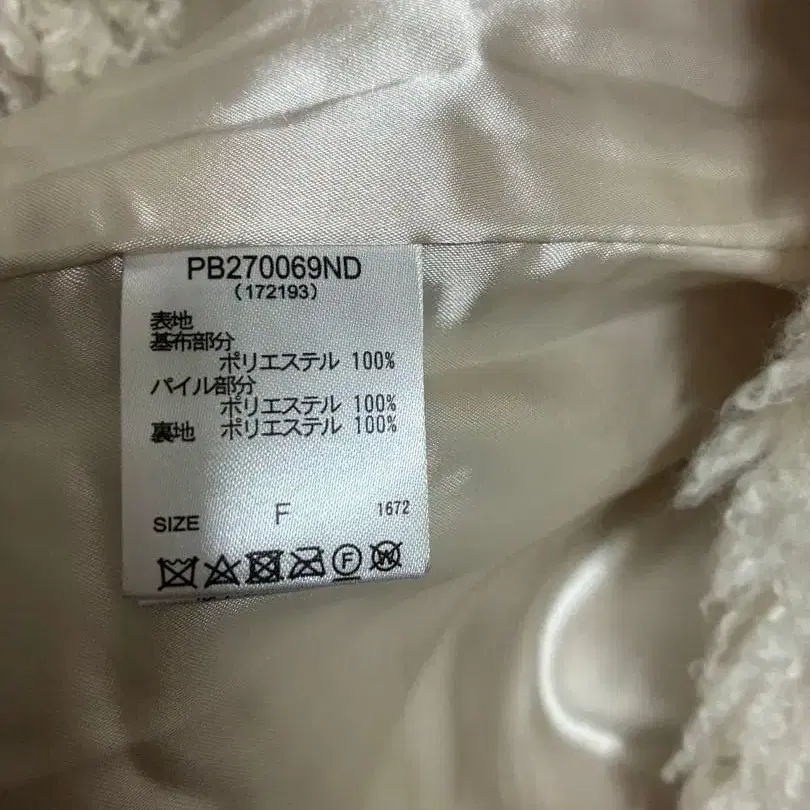 PB270069ND
(172193)
表地
基布部分
ポリエステル 100%
パイル部分
ポリエステル 100%
裏地 ポリエステル 100%
SIZE F 1672
F W